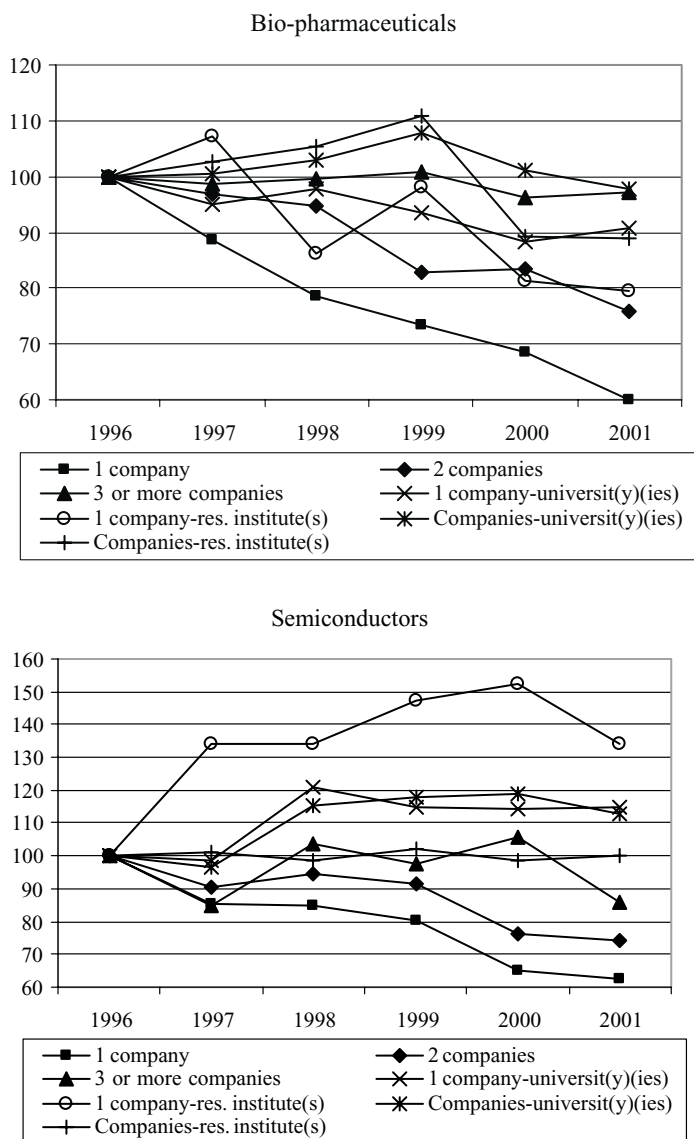 Bio-pharmaceuticals
120
110
100
90
80
70
60
1996 1997 1998 1999 2000 2001
1 company 2 companies
3 or more companies 1 company-universit(y)(ies)
1 company-res. institute(s) Companies-universit(y)(ies)
Companies-res. institute(s)
Semiconductors
160
150
140
130
120
110
100
90
80
70
60
1996 1997 1998 1999 2000 2001
1 company 2 companies
3 or more companies 1 company-universit(y)(ies)
1 company-res. institute(s) Companies-universit(y)(ies)
Companies-res. institute(s)